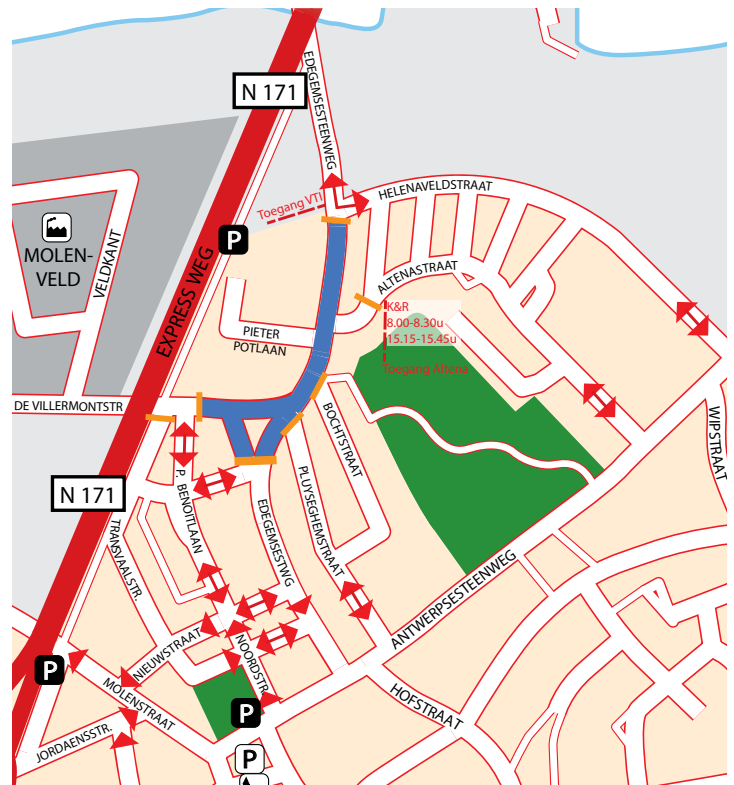 EDEGEMSESTEENWEG
N 171
HELENAVELDSTRAAT
Toegang VTI
P
MOLEN-
VELD
VELDKANT
EXPRESS WEG
ALTENASTRAAT
K&R
8.00-8.30u
15.15-15.45u
Toegang Altena
PIETER
POTLAAN
DE VILLERMONTSTR
BOCHTSTRAAT
WIPSTRAAT
N 171
P. BENOITLAAN
PLUYSEGHEMSTRAAT
EDEGEMSESTWG
TRANSVAALSTR.
ANTWERPSESTEENWEG
NIEUWSTRAAT
NOORDSTR.
P
MOLENSTRAAT
HOFSTRAAT
P
JORDAENSSTR.
P